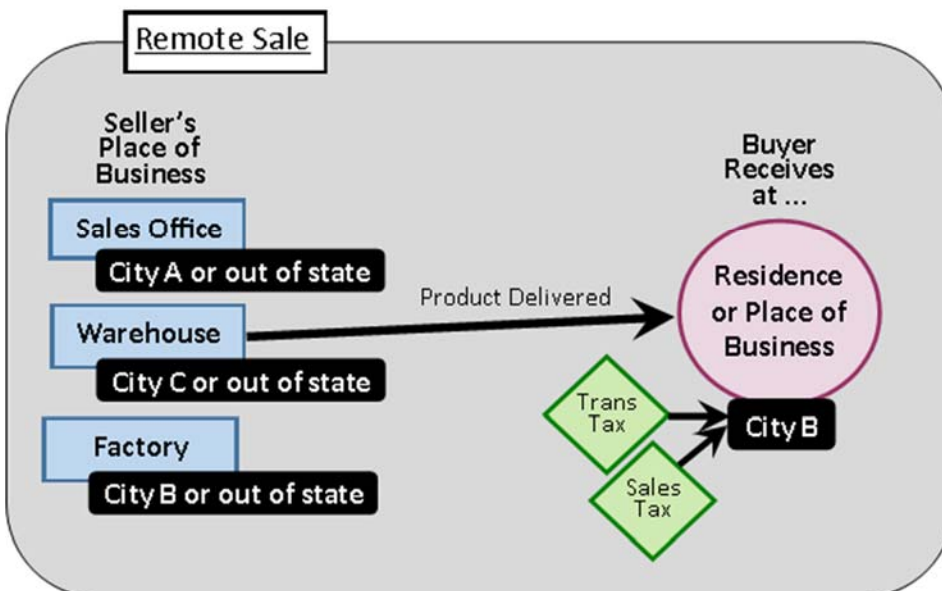 Remote Sale
Seller's
Place of
Business
Sales Office
City A or out of state
Warehouse
City C or out of state
Factory
City B or out of state
Product Delivered
Buyer
Receives
at ...
Residence
or Place of
Business
City B
Trans
Tax
Sales
Tax